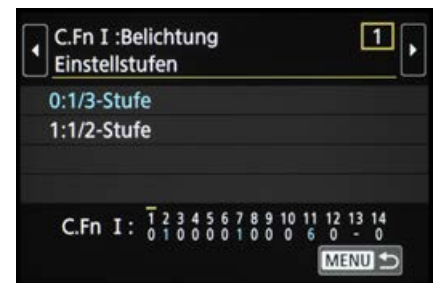 C.Fn I :Belichtung 1
Einstellstufen
0:1/3-Stufe
1:1/2-Stufe
C.Fn I : 1 2 3 4 5 6 7 8 9 10 11 12 13 14
0 1 0 0 0 0 1 0 0 0 6 0 - 0
MENU